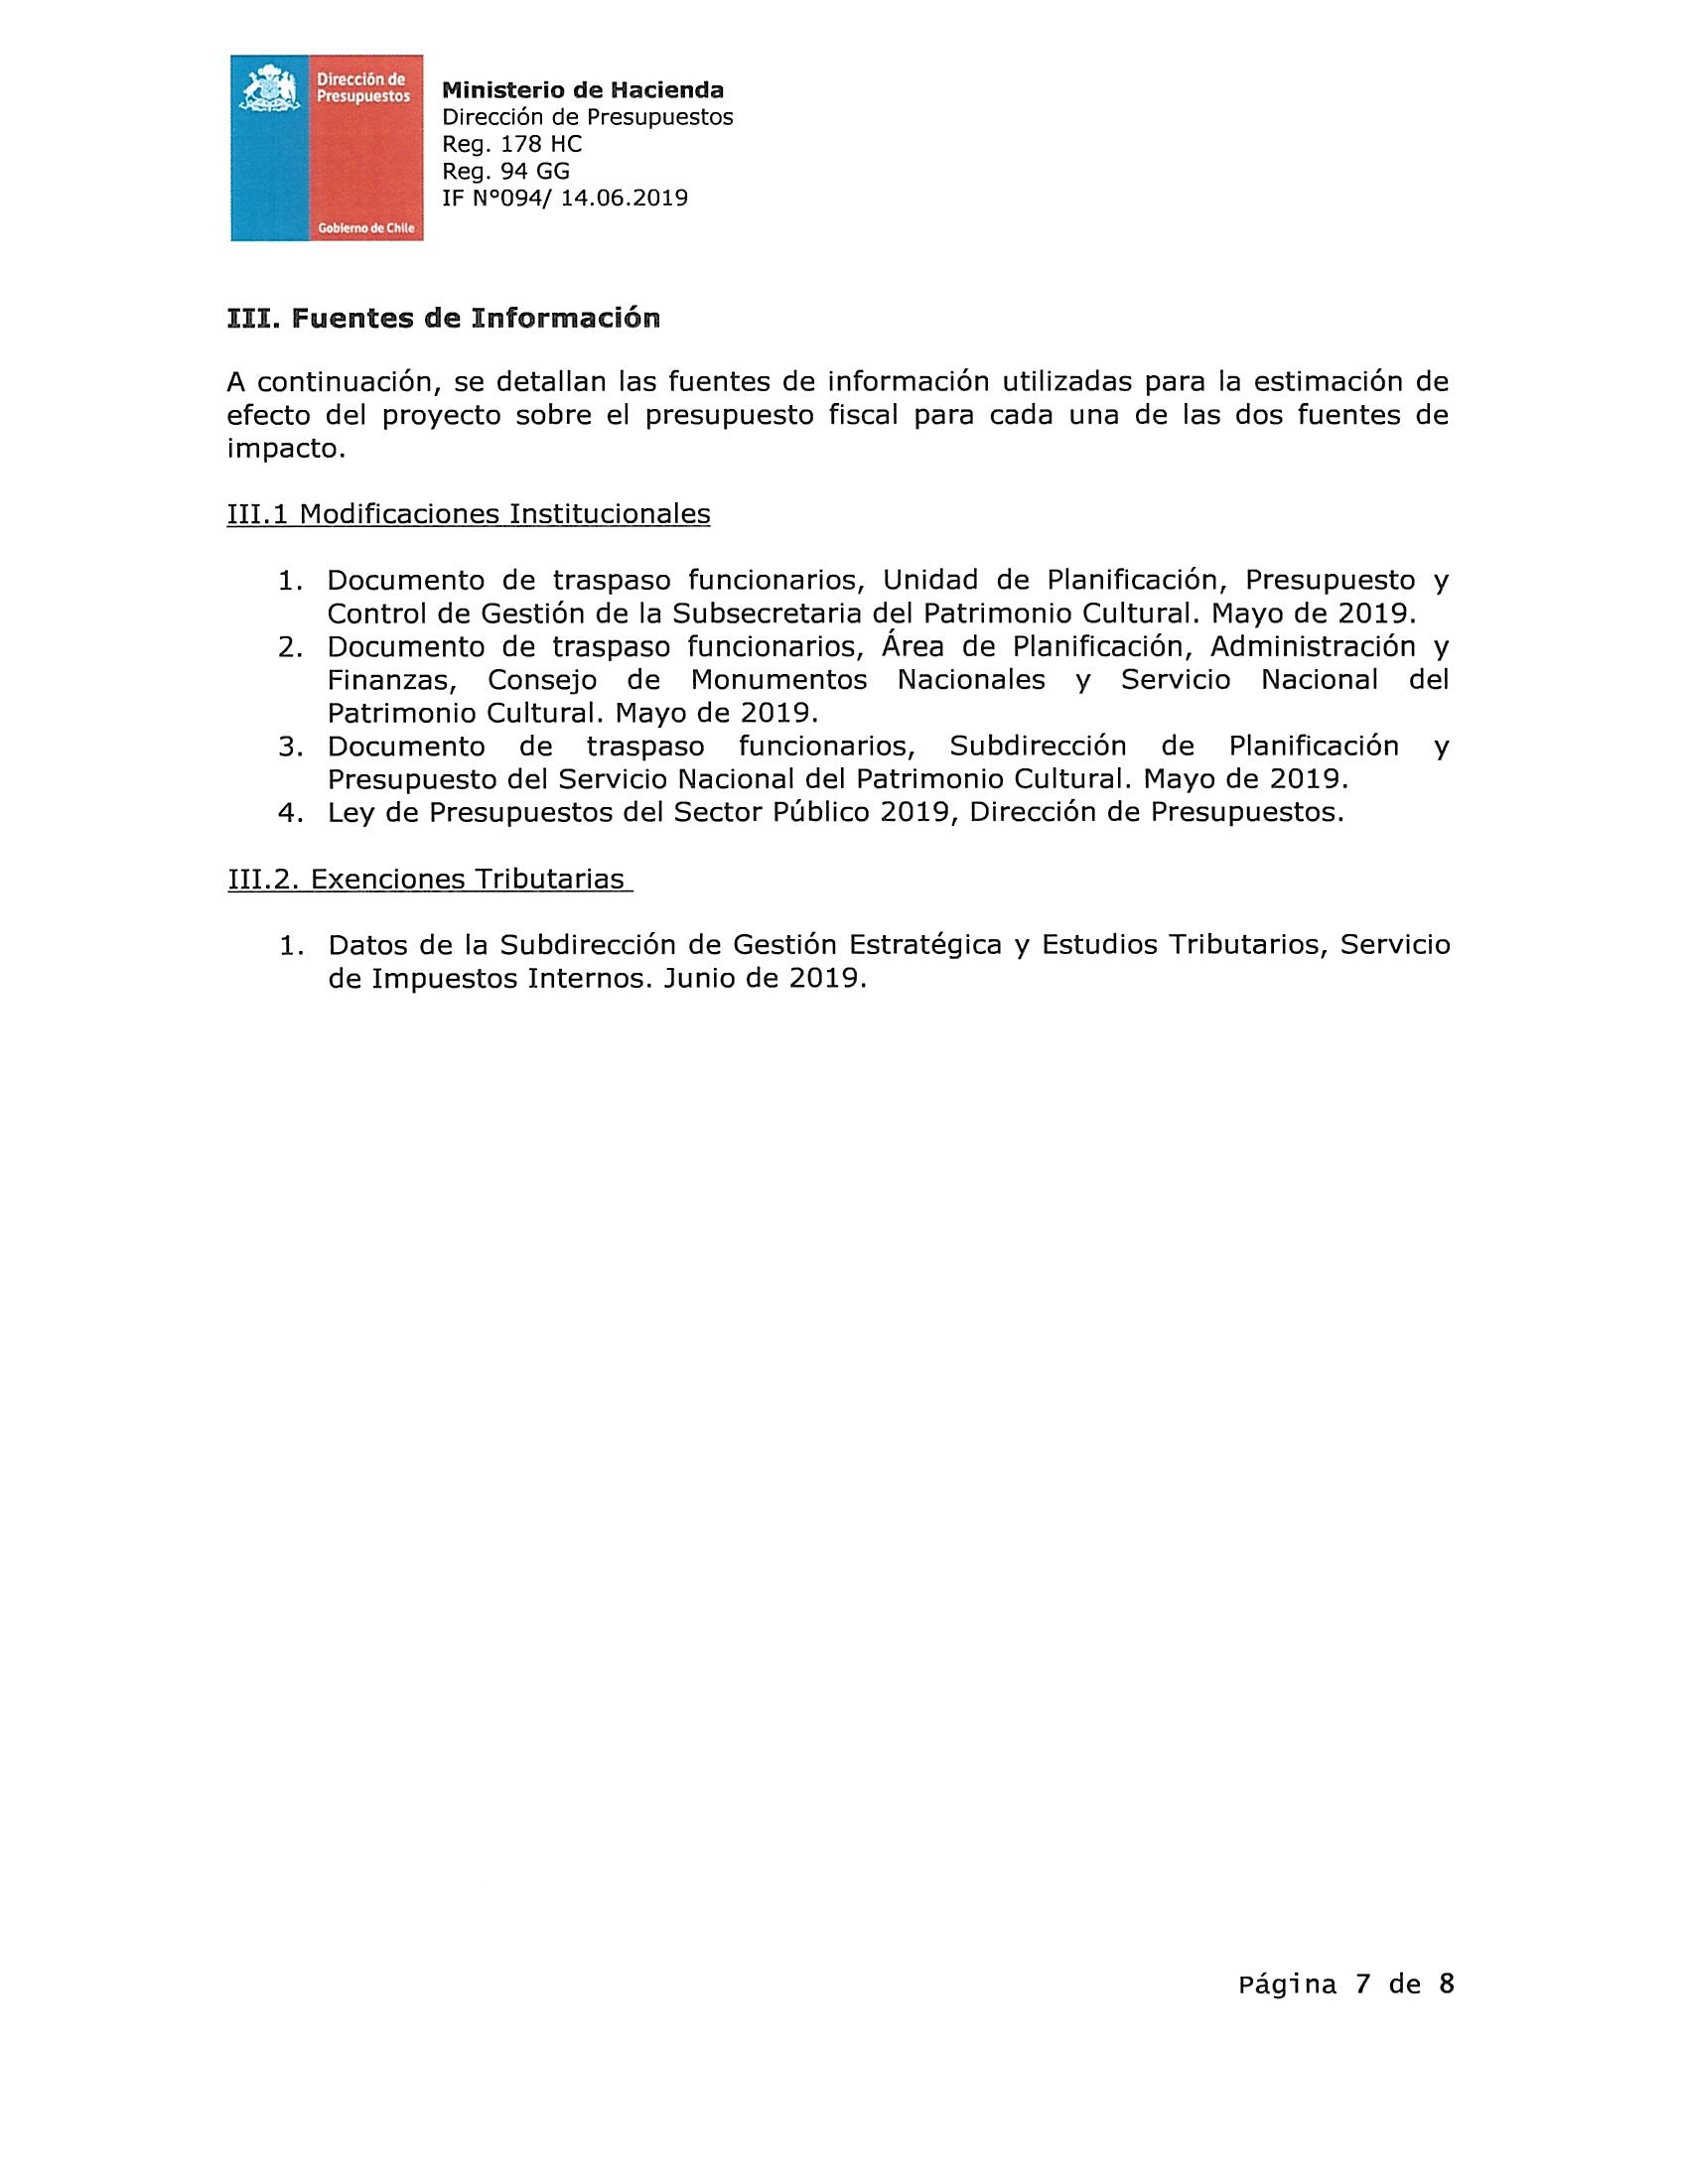 Dirección de
Presupuestos
Gobierno de Chile
Ministerio de Hacienda
Dirección de Presupuestos
Reg. 178 HC
Reg. 94 GG
IF N°094/ 14.06.2019
III. Fuentes de Información
A continuación, se detallan las fuentes de información utilizadas para la estimación de
efecto del proyecto sobre el presupuesto fiscal para cada una de las dos fuentes de
impacto.
III.1 Modificaciones Institucionales
1. Documento de traspaso funcionarios, Unidad de Planificación, Presupuesto y
Control de Gestión de la Subsecretaria del Patrimonio Cultural. Mayo de 2019.
2. Documento de traspaso funcionarios, Área de Planificación, Administración y
Finanzas, Consejo de Monumentos Nacionales y Servicio Nacional del
Patrimonio Cultural. Mayo de 2019.
3. Documento de traspaso funcionarios, Subdirección de Planificación y
Presupuesto del Servicio Nacional del Patrimonio Cultural. Mayo de 2019.
4. Ley de Presupuestos del Sector Público 2019, Dirección de Presupuestos.
III.2. Exenciones Tributarias
1. Datos de la Subdirección de Gestión Estratégica y Estudios Tributarios, Servicio
de Impuestos Internos. Junio de 2019.
Página 7 de 8